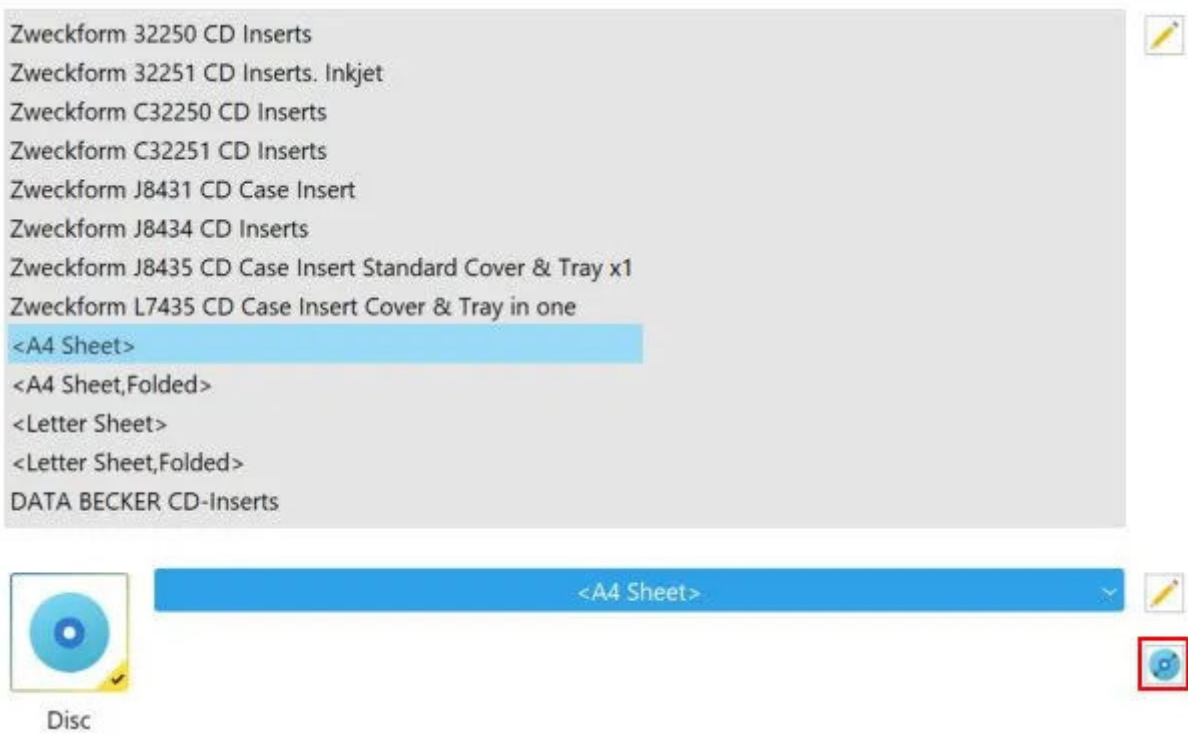 Zweckform 32250 CD Inserts
Zweckform 32251 CD Inserts. Inkjet
Zweckform C32250 CD Inserts
Zweckform C32251 CD Inserts
Zweckform J8431 CD Case Insert
Zweckform J8434 CD Inserts
Zweckform J8435 CD Case Insert Standard Cover & Tray x1
Zweckform L7435 CD Case Insert Cover & Tray in one
<A4 Sheet>
<A4 Sheet,Folded>
<Letter Sheet>
<Letter Sheet,Folded>
DATA BECKER CD-Inserts
<A4 Sheet>
Disc